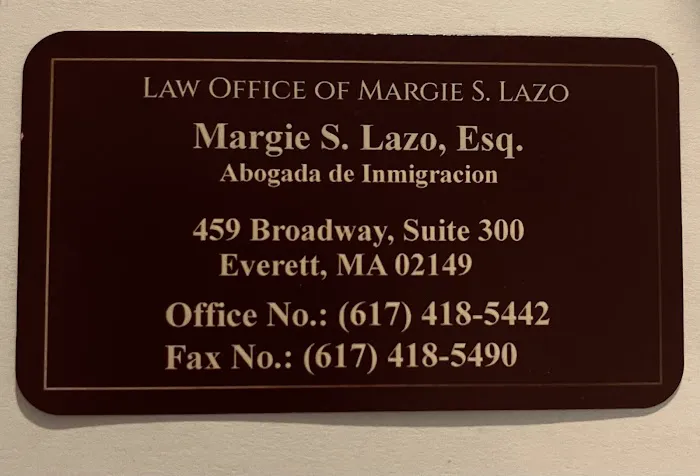 LAW OFFICE OF MARGIE S. LAZO
Margie S. Lazo, Esq.
Abogada de Inmigracion
459 Broadway, Suite 300
Everett, MA 02149
Office No.: (617) 418-5442
Fax No.: (617) 418-5490